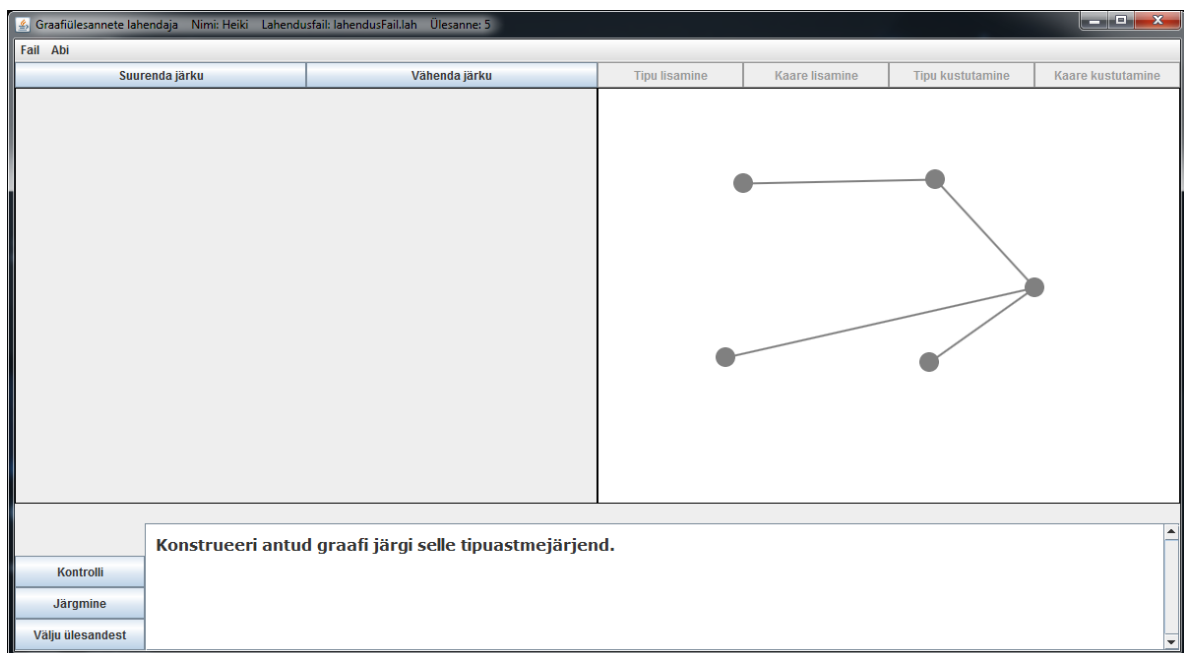 Graafiülesannete lahendaja Nimi: Heiki Lahendusfail: lahendusFail.lah Ülesanne: 5
Fail Abi
Suurenda järku Vähenda järku Tipu lisamine Kaare lisamine Tipu kustutamine Kaare kustutamine
Konstrueeri antud graafi järgi selle tipuastmejärjend.
Kontrolli
Järgmine
Välju ülesandest